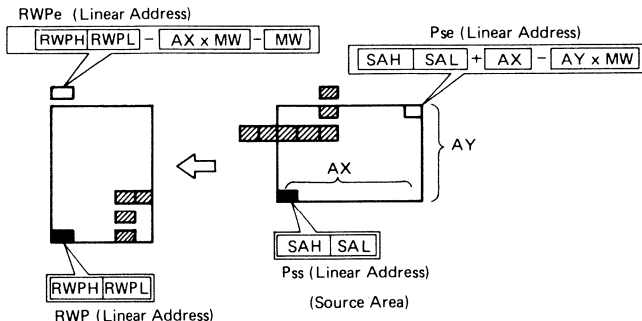 RWPe (Linear Address)
RWPH RWPL − AX x MW − MW
Pse (Linear Address)
SAH SAL + AX − AY x MW
AY
AX
SAH SAL
Pss (Linear Address)
(Source Area)
RWPH RWPL
RWP (Linear Address)